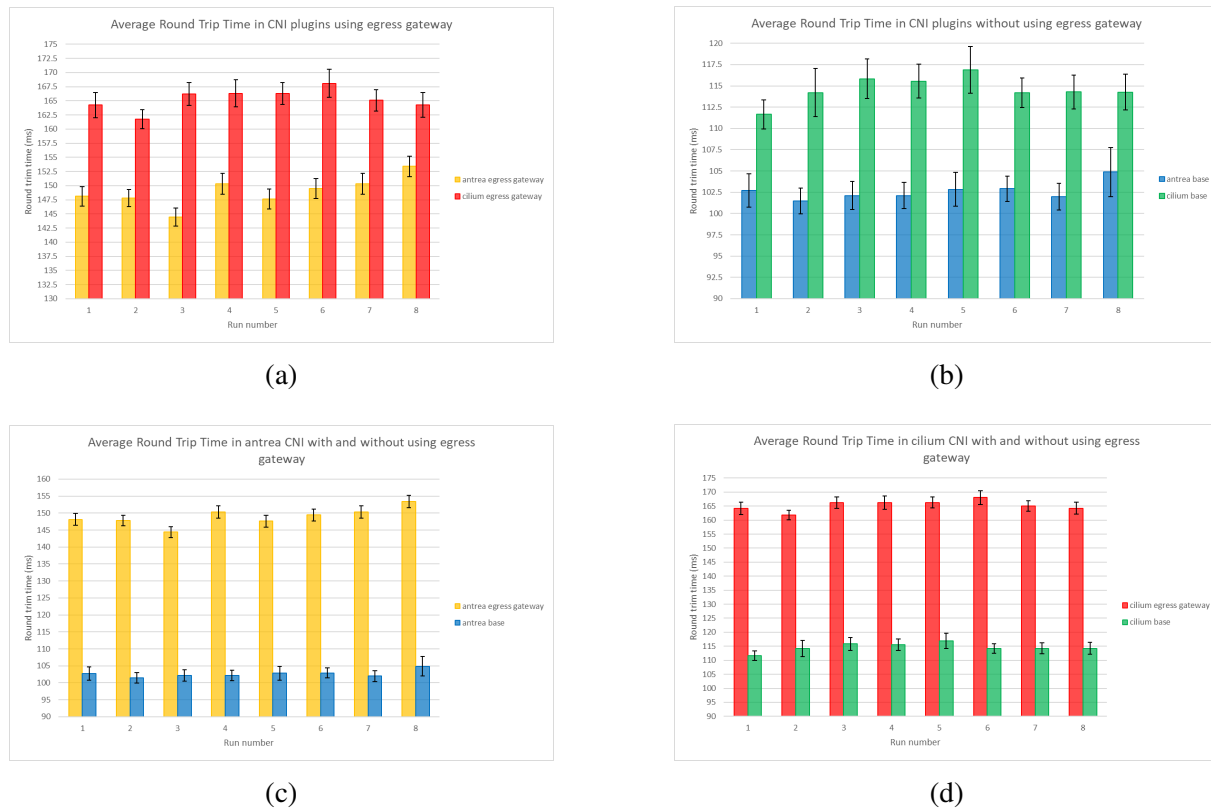 Average Round Trip Time in CNI plugins using egress gateway
175
172.5
170
167.5
165
162.5
160
157.5
155
152.5
150
147.5
145
142.5
140
137.5
135
132.5
130
Round trim time (ms)
1 2 3 4 5 6 7 8
Run number
antrea egress gateway
cilium egress gateway
(a)
Average Round Trip Time in CNI plugins without using egress gateway
120
117.5
115
112.5
110
107.5
105
102.5
100
97.5
95
92.5
90
Round trim time (ms)
1 2 3 4 5 6 7 8
Run number
antrea base
cilium base
(b)
Average Round Trip Time in antrea CNI with and without using egress
gateway
160
155
150
145
140
135
130
125
120
115
110
105
100
95
90
Round trim time (ms)
1 2 3 4 5 6 7 8
Run number
antrea egress gateway
antrea base
(c)
Average Round Trip Time in cilium CNI with and without using egress
gateway
175
170
165
160
155
150
145
140
135
130
125
120
115
110
105
100
95
90
Round trim time (ms)
1 2 3 4 5 6 7 8
Run number
cilium egress gateway
cilium base
(d)